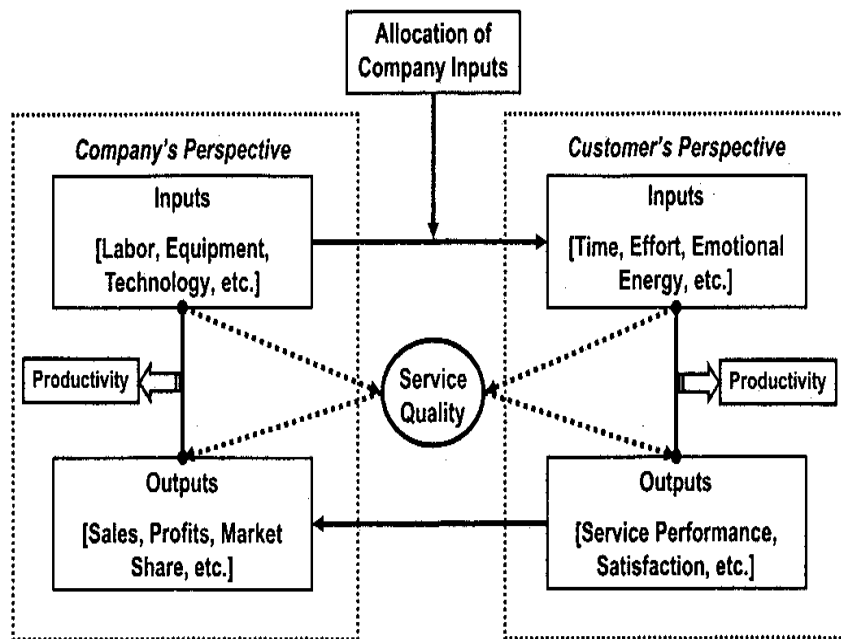 Allocation of
Company Inputs
Company's Perspective
Inputs
[Labor, Equipment,
Technology, etc.]
Customer's Perspective
Inputs
[Time, Effort, Emotional
Energy, etc.]
Productivity
Service
Quality
Productivity
Outputs
[Sales, Profits, Market
Share, etc.]
Outputs
[Service Performance,
Satisfaction, etc.]